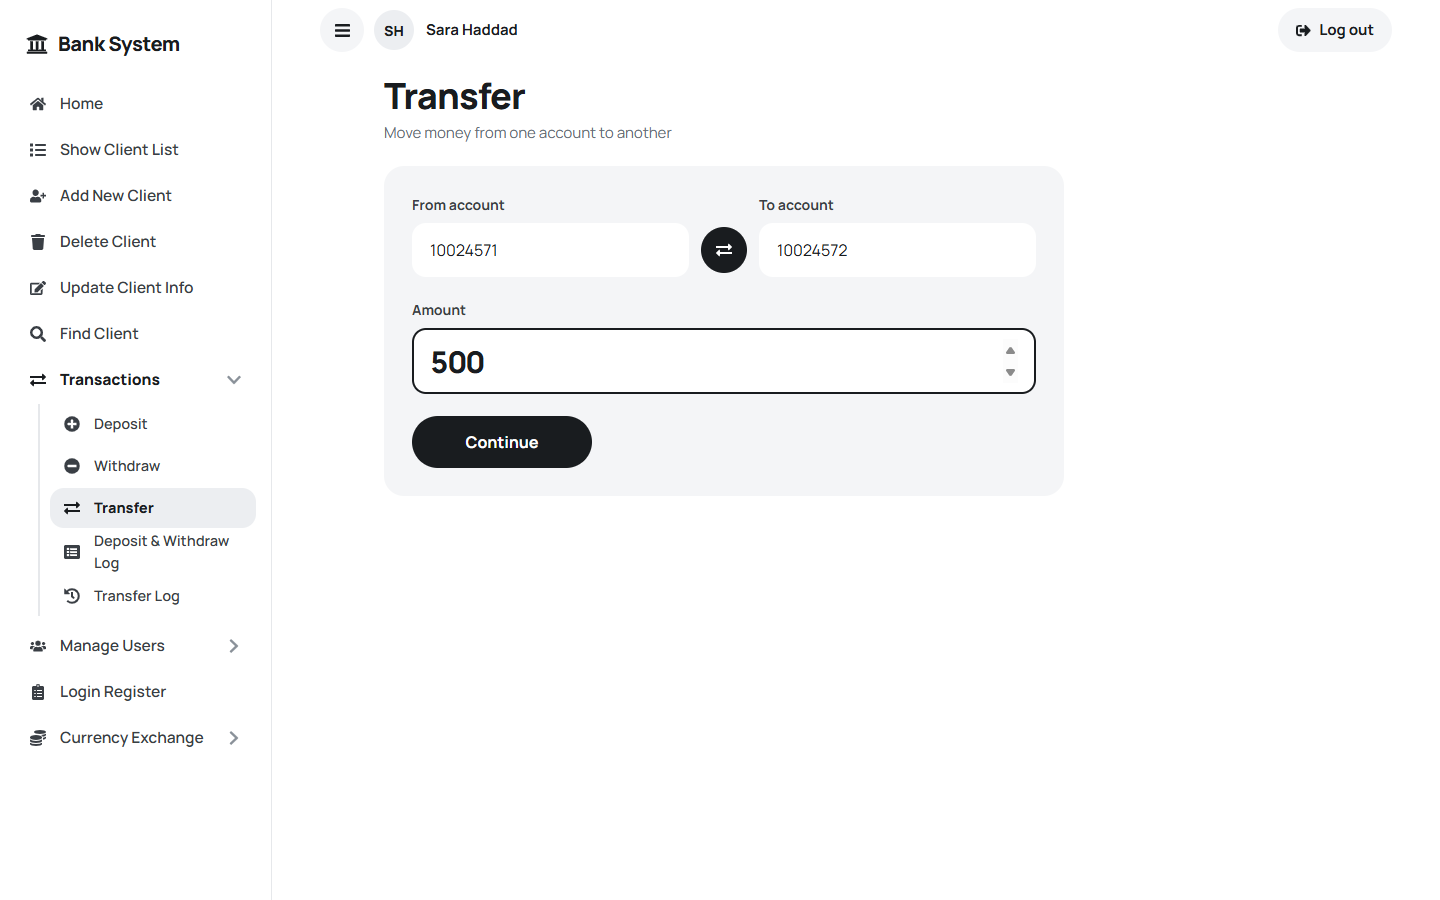 Bank System
Home
Show Client List
Add New Client
Delete Client
Update Client Info
Find Client
Transactions
Deposit
Withdraw
Transfer
Deposit & Withdraw
Log
Transfer Log
Manage Users
Login Register
Currency Exchange
SH
Sara Haddad
Log out
Transfer
Move money from one account to another
From account
To account
10024571
10024572
Amount
500
Continue